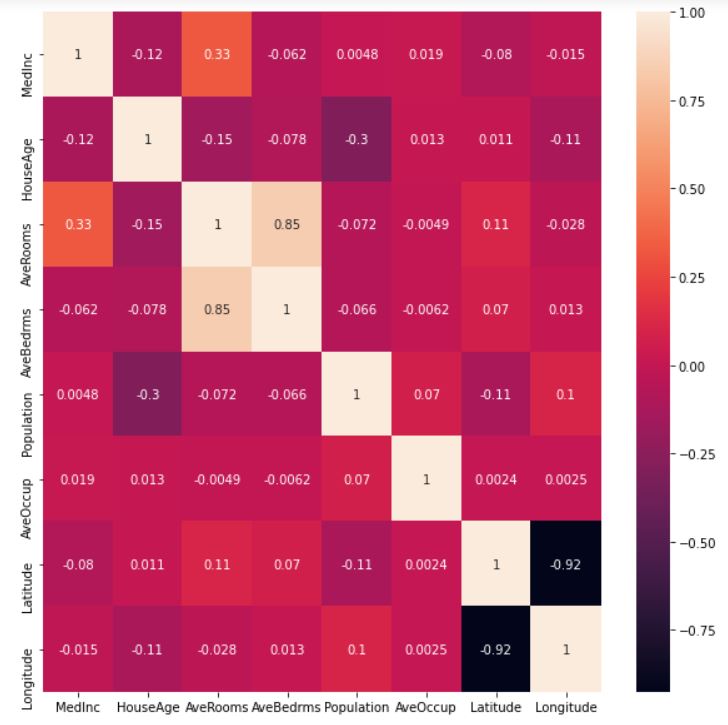 MedInc 1 -0.12 0.33 -0.062 0.0048 0.019 -0.08 -0.015
HouseAge -0.12 1 -0.15 -0.078 -0.3 0.013 0.011 -0.11
AveRooms 0.33 -0.15 1 0.85 -0.072 -0.0049 0.11 -0.028
AveBedrms -0.062 -0.078 0.85 1 -0.066 -0.0062 0.07 0.013
Population 0.0048 -0.3 -0.072 -0.066 1 0.07 -0.11 0.1
AveOccup 0.019 0.013 -0.0049 -0.0062 0.07 1 0.0024 0.0025
Latitude -0.08 0.011 0.11 0.07 -0.11 0.0024 1 -0.92
Longitude -0.015 -0.11 -0.028 0.013 0.1 0.0025 -0.92 1
MedInc HouseAge AveRooms AveBedrms Population AveOccup Latitude Longitude
1.00
0.75
0.50
0.25
0.00
−0.25
−0.50
−0.75